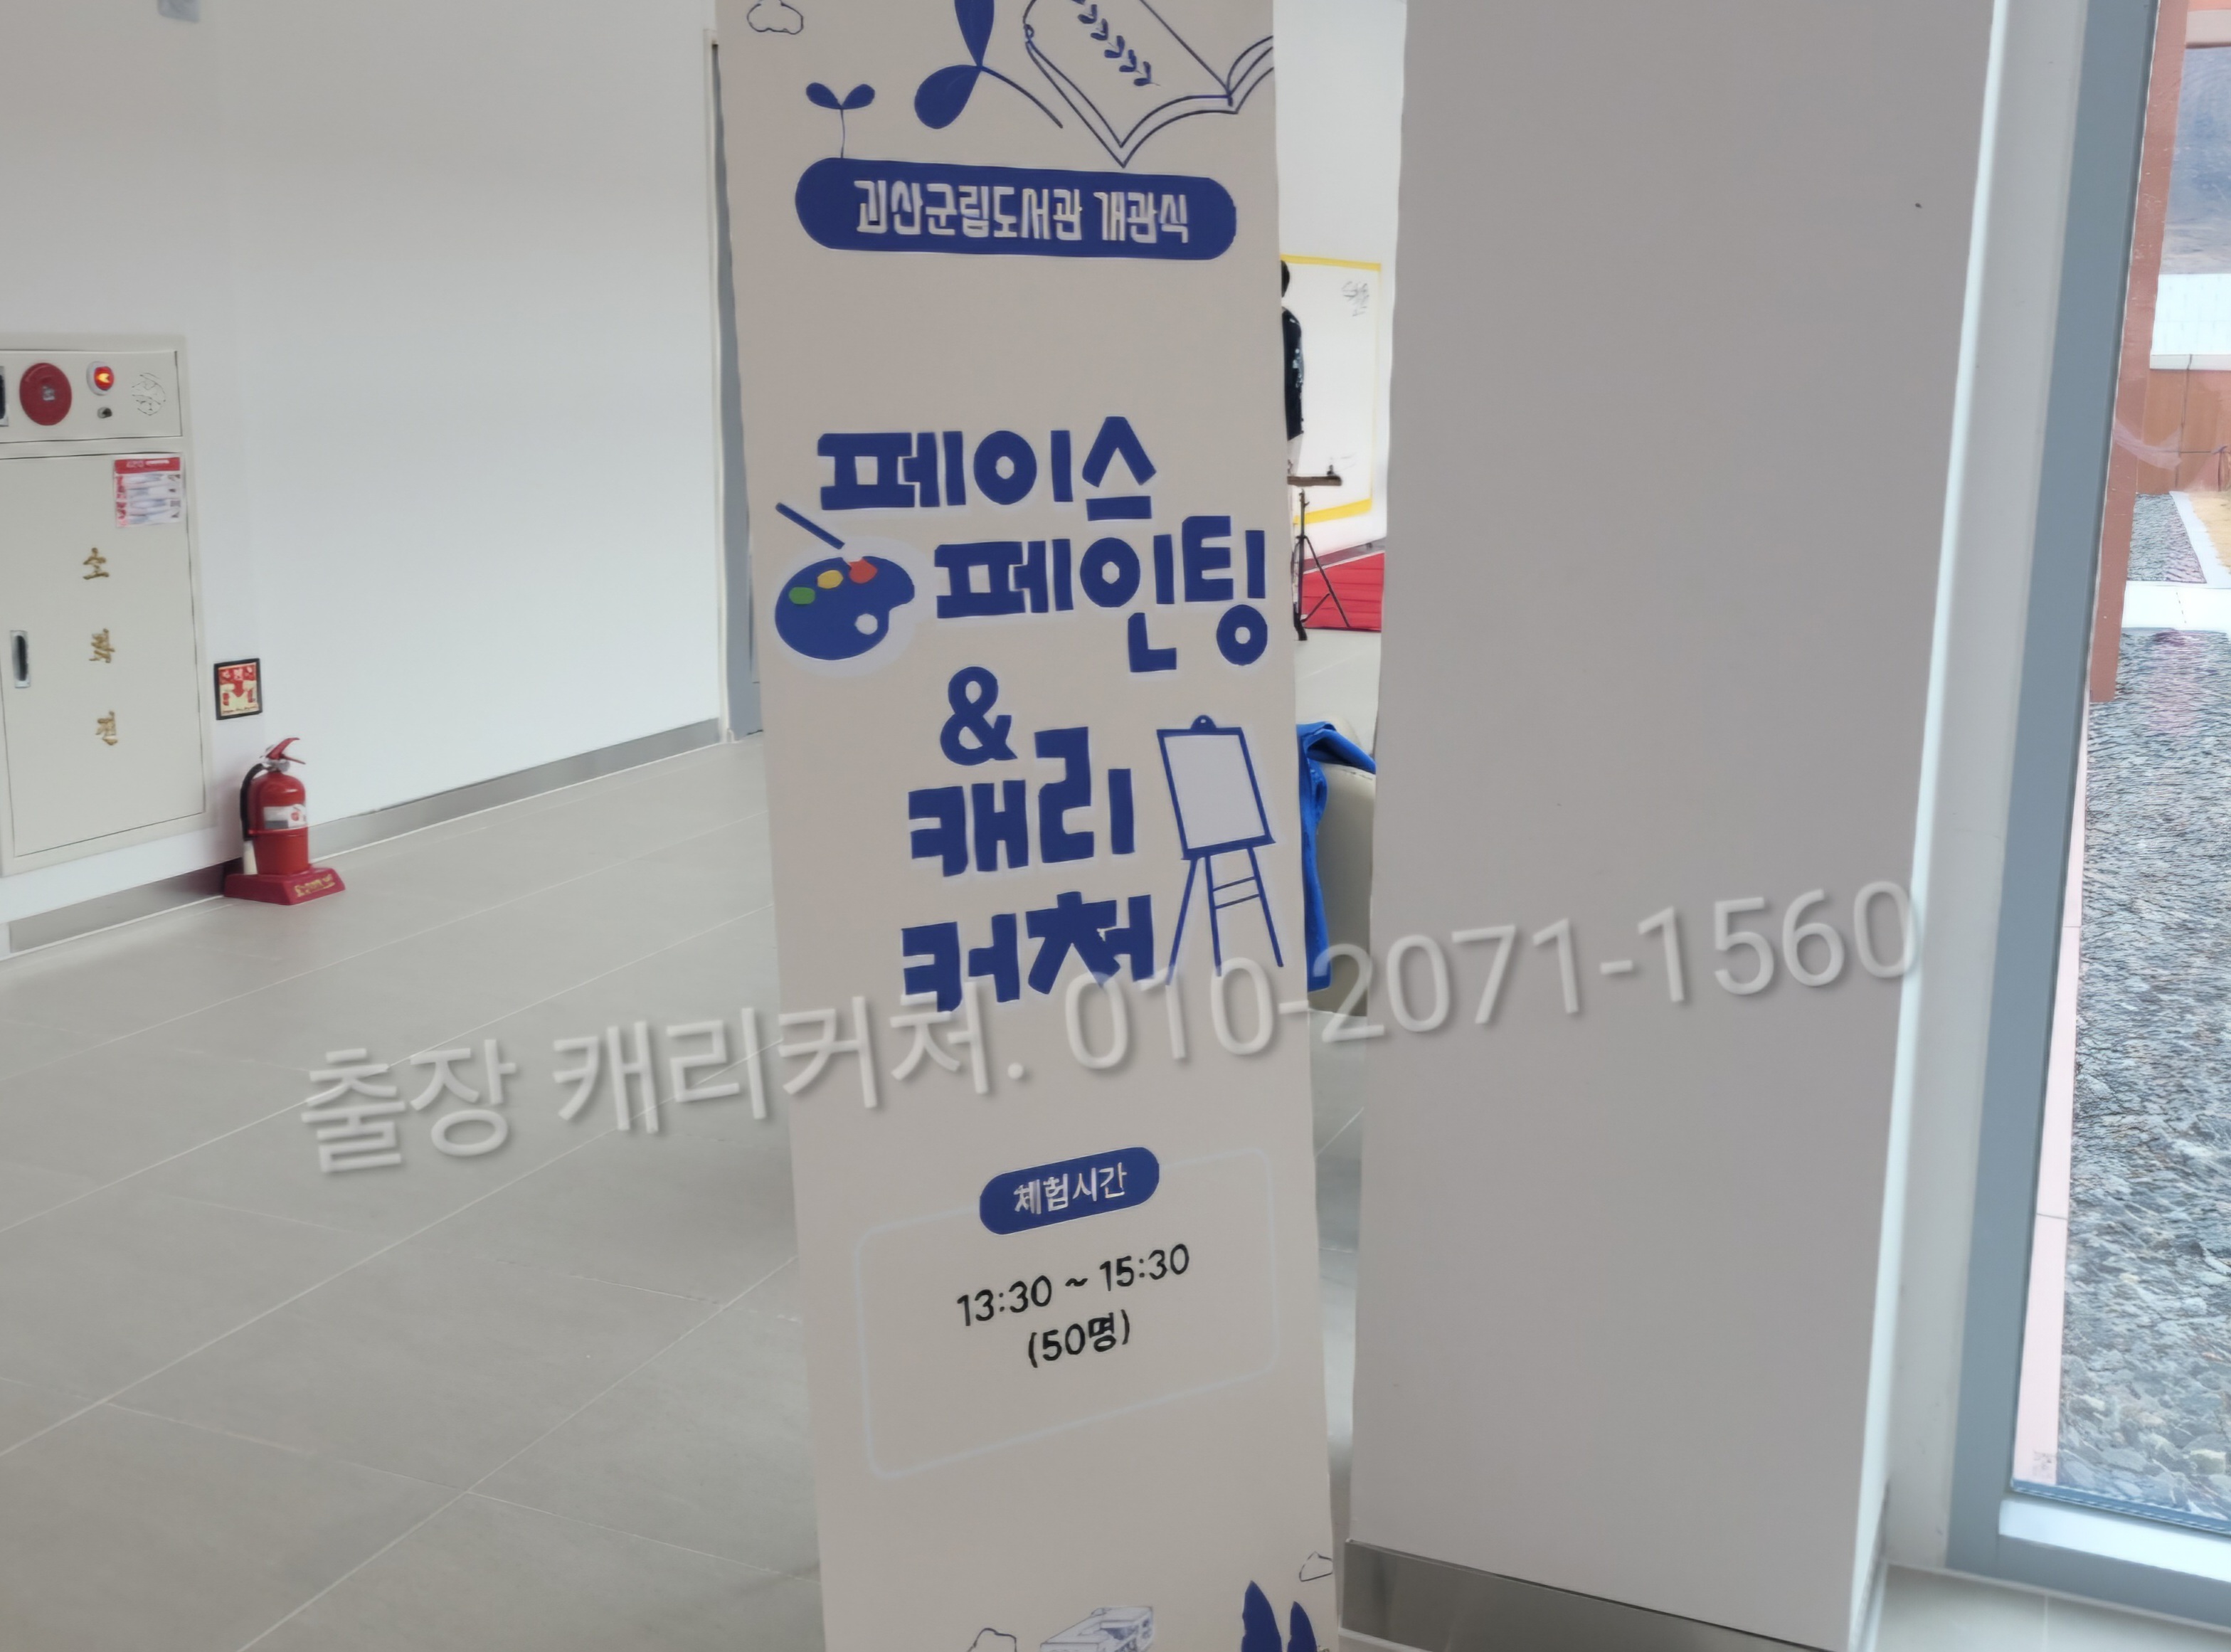 괴산군립도서관 개관식
페이스
페인팅
&
캐리
커쳐
출장 캐리커처. 010-2071-1560
체험시간
13:30 ~ 15:30
(50명)
소
화
전